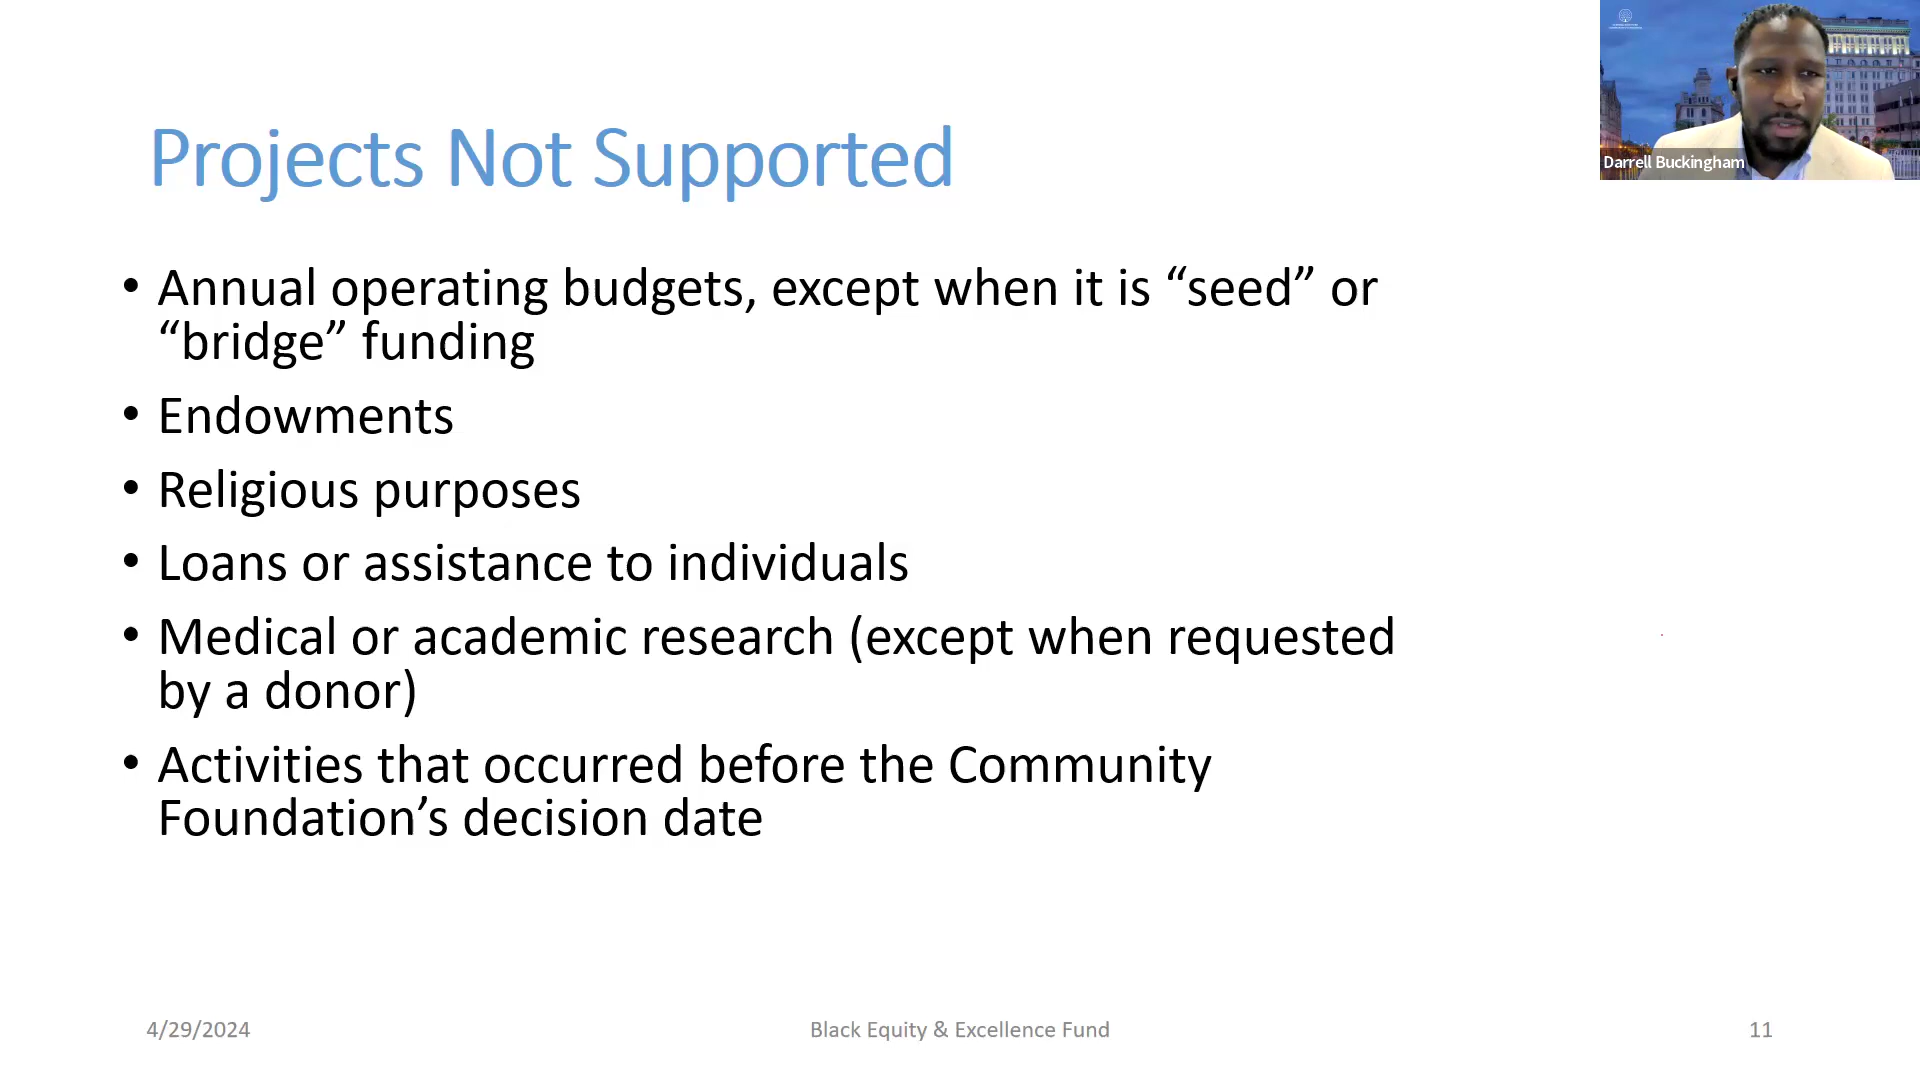 Projects Not Supported
• Annual operating budgets, except when it is “seed” or
“bridge” funding
• Endowments
• Religious purposes
• Loans or assistance to individuals
• Medical or academic research (except when requested
by a donor)
• Activities that occurred before the Community
Foundation’s decision date
Darrell Buckingham
4/29/2024
Black Equity & Excellence Fund
11